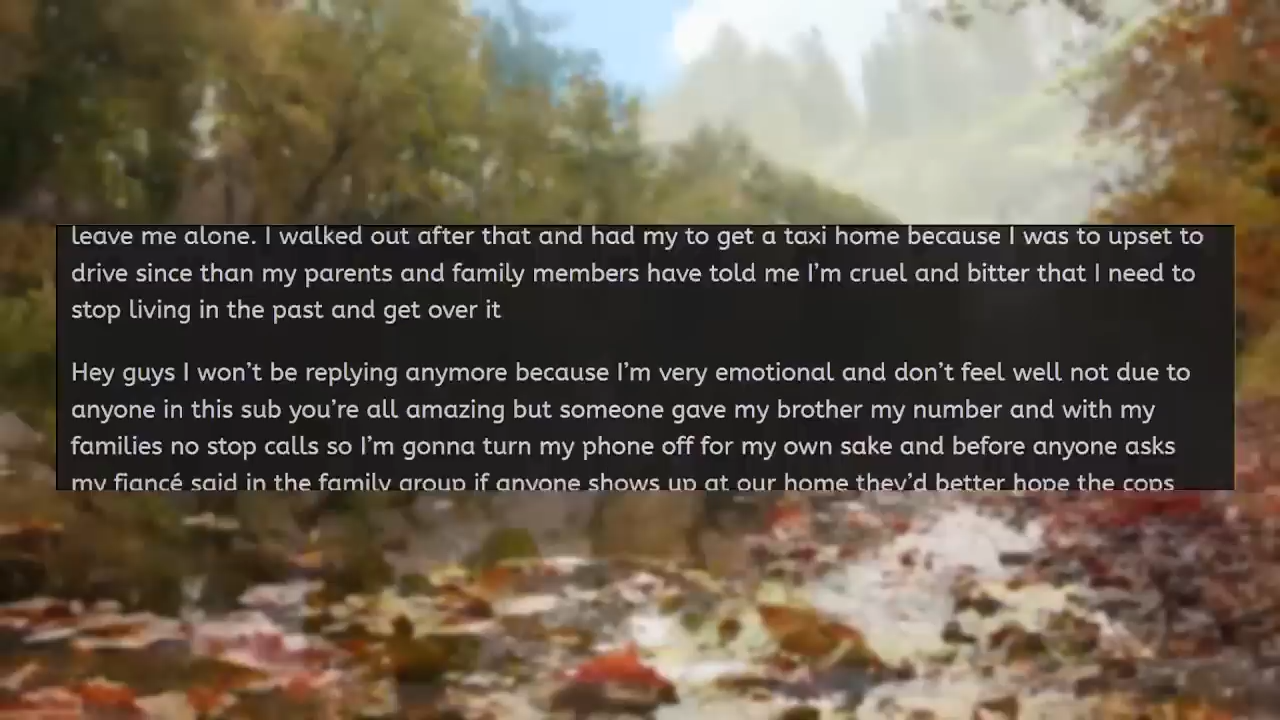 leave me alone. I walked out after that and had my to get a taxi home because I was to upset to
drive since than my parents and family members have told me I’m cruel and bitter that I need to
stop living in the past and get over it
Hey guys I won’t be replying anymore because I’m very emotional and don’t feel well not due to
anyone in this sub you’re all amazing but someone gave my brother my number and with my
families no stop calls so I’m gonna turn my phone off for my own sake and before anyone asks
my fiancé said in the family group if anyone shows up at our home they’d better hope the cops